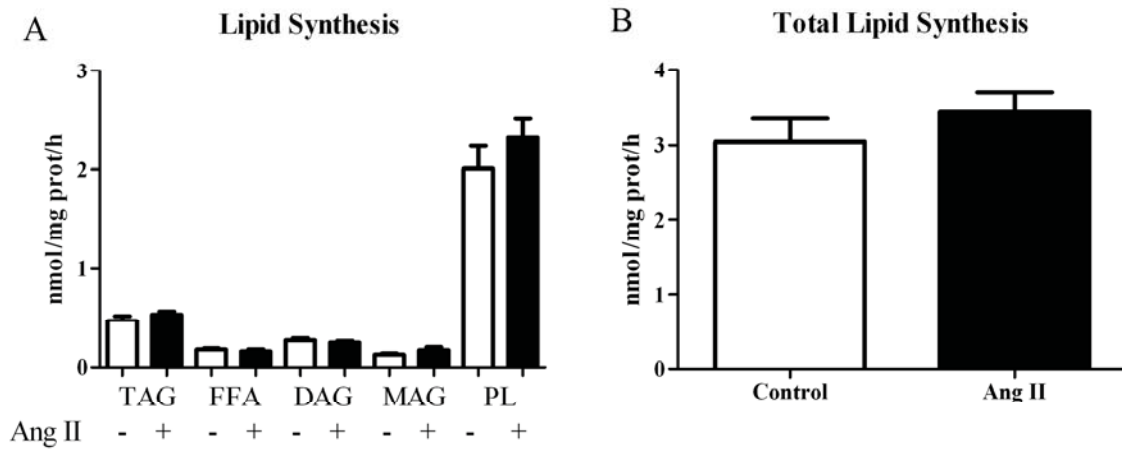 A
Lipid Synthesis
nmol/mg prot/h
3
2
1
0
TAG FFA DAG MAG PL
Ang II - + - + - + - + - +
B
Total Lipid Synthesis
nmol/mg prot/h
4
3
2
1
0
Control Ang II